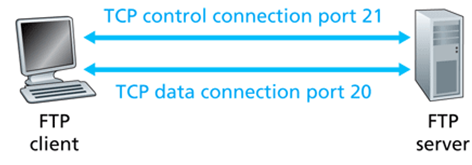 TCP control connection port 21
TCP data connection port 20
FTP
client
FTP
server